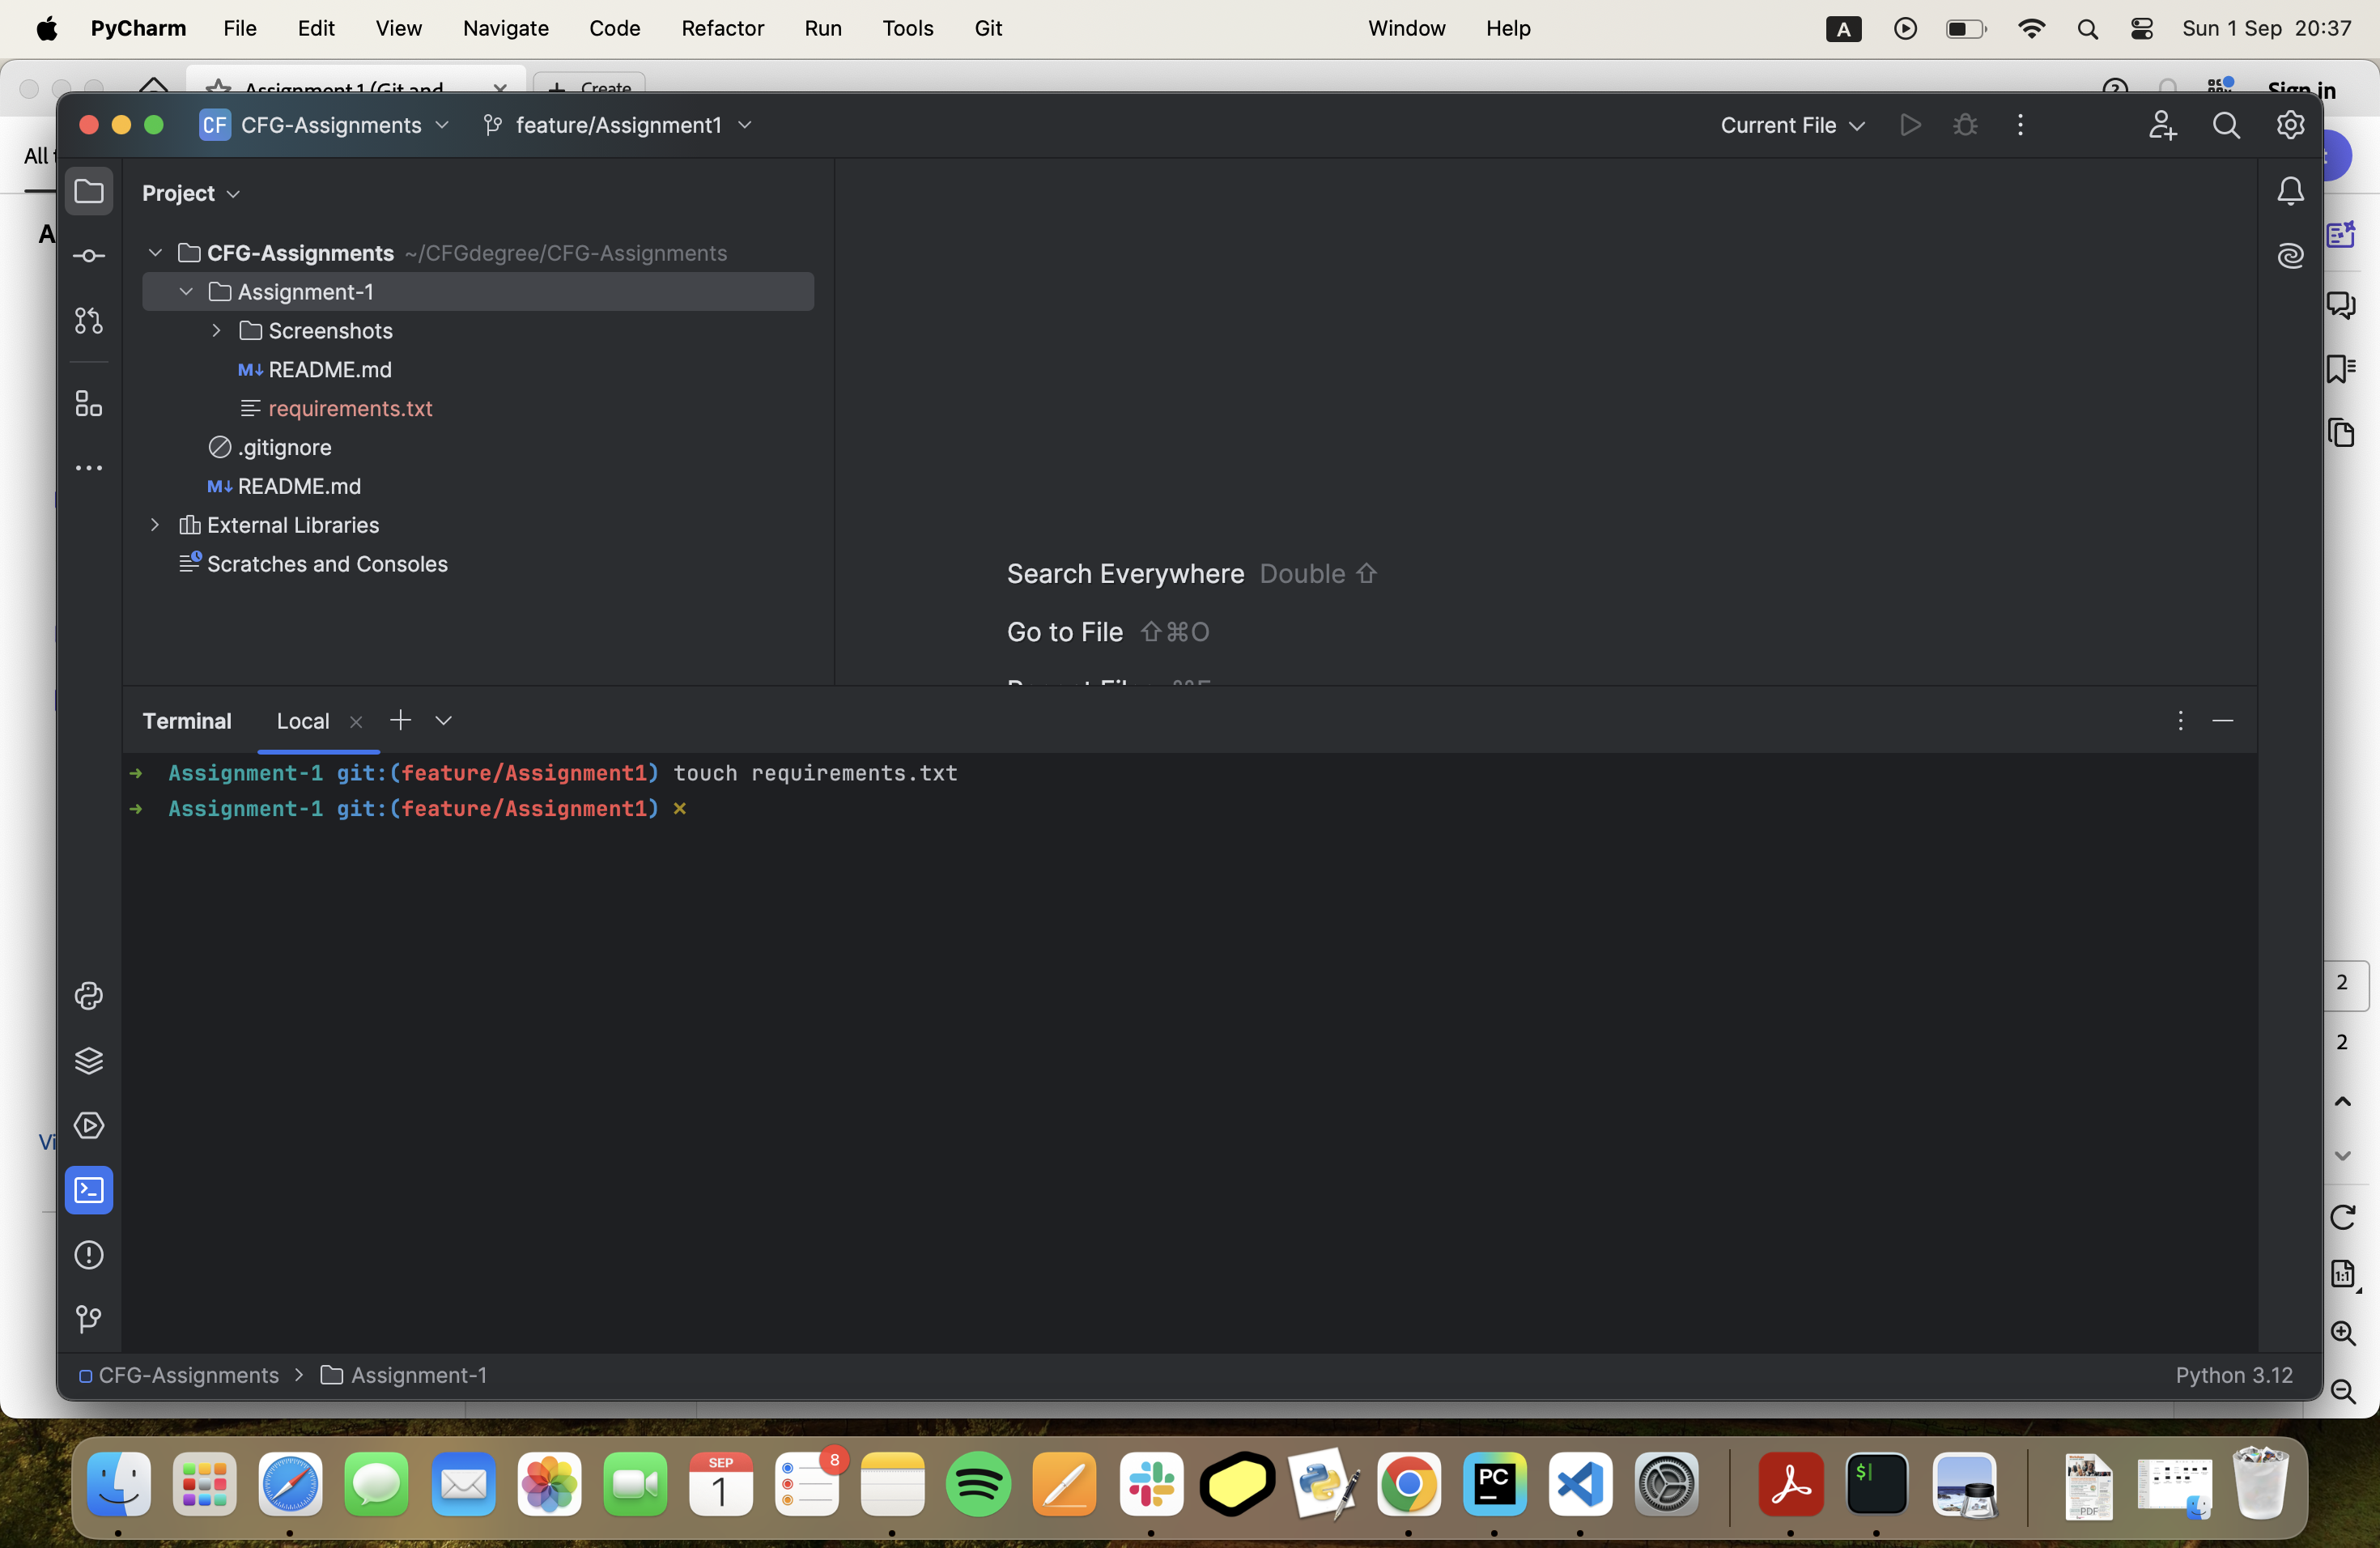 PyCharm File Edit View Navigate Code Refactor Run Tools Git Window Help A Sun 1 Sep 20:37
Assignment 1 (Git and Create Sign in
CF CFG-Assignments feature/Assignment1 Current File
All
Project
CFG-Assignments ~/CFGdegree/CFG-Assignments
Assignment-1
Screenshots
M↓ README.md
requirements.txt
.gitignore
M↓ README.md
External Libraries
Scratches and Consoles
Search Everywhere Double ⇧
Go to File ⇧⌘O
Terminal Local
➜ Assignment-1 git:(feature/Assignment1) touch requirements.txt
➜ Assignment-1 git:(feature/Assignment1) ×
2
2
1:1
CFG-Assignments > Assignment-1 Python 3.12
SEP
1
8
PC
$
PDF